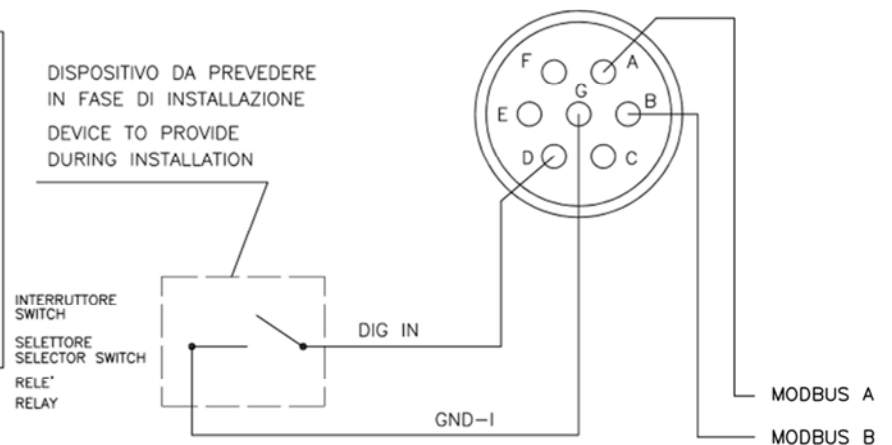 DISPOSITIVO DA PREVEDERE
IN FASE DI INSTALLAZIONE
DEVICE TO PROVIDE
DURING INSTALLATION
F
A
G
E
B
D
C
INTERRUTTORE
SWITCH
SELETTORE
SELECTOR SWITCH
RELE'
RELAY
DIG IN
GND-I
MODBUS A
MODBUS B